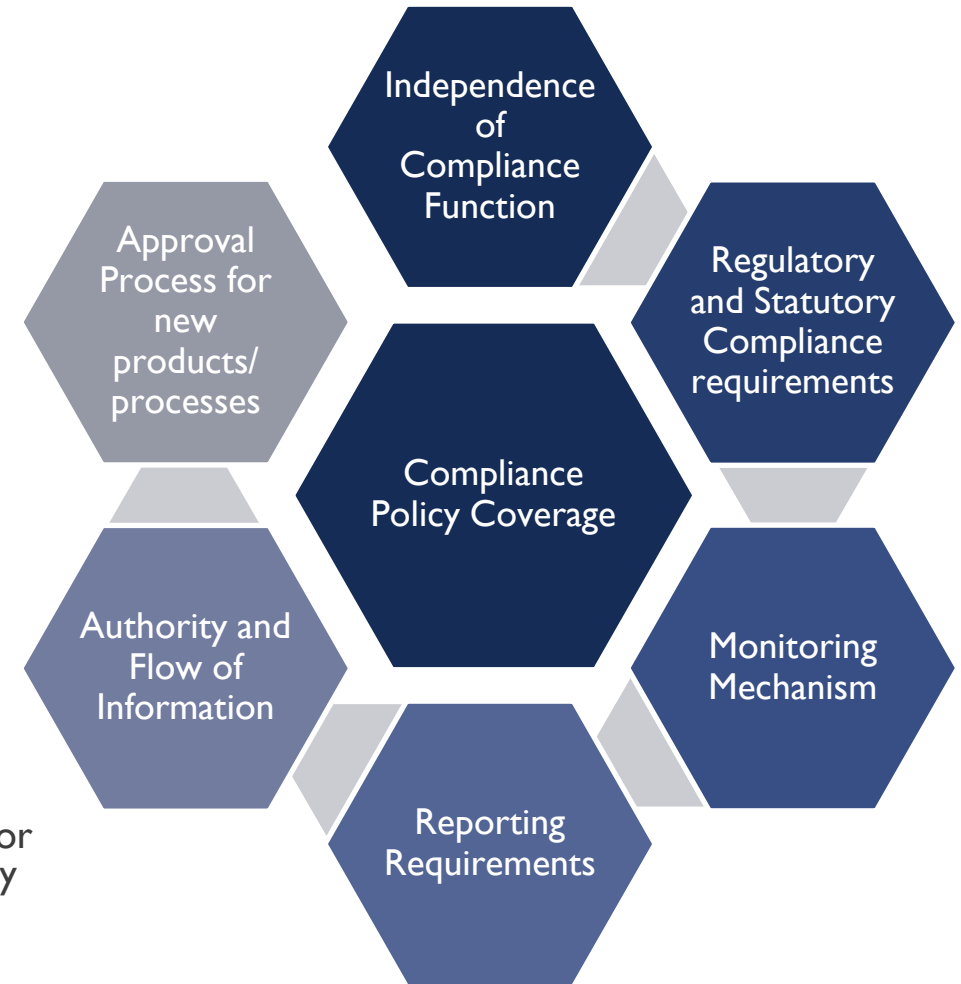 Independence
of
Compliance
Function
Regulatory
and Statutory
Compliance
requirements
Monitoring
Mechanism
Reporting
Requirements
Authority and
Flow of
Information
Approval
Process for
new
products/
processes
Compliance
Policy Coverage
or
y